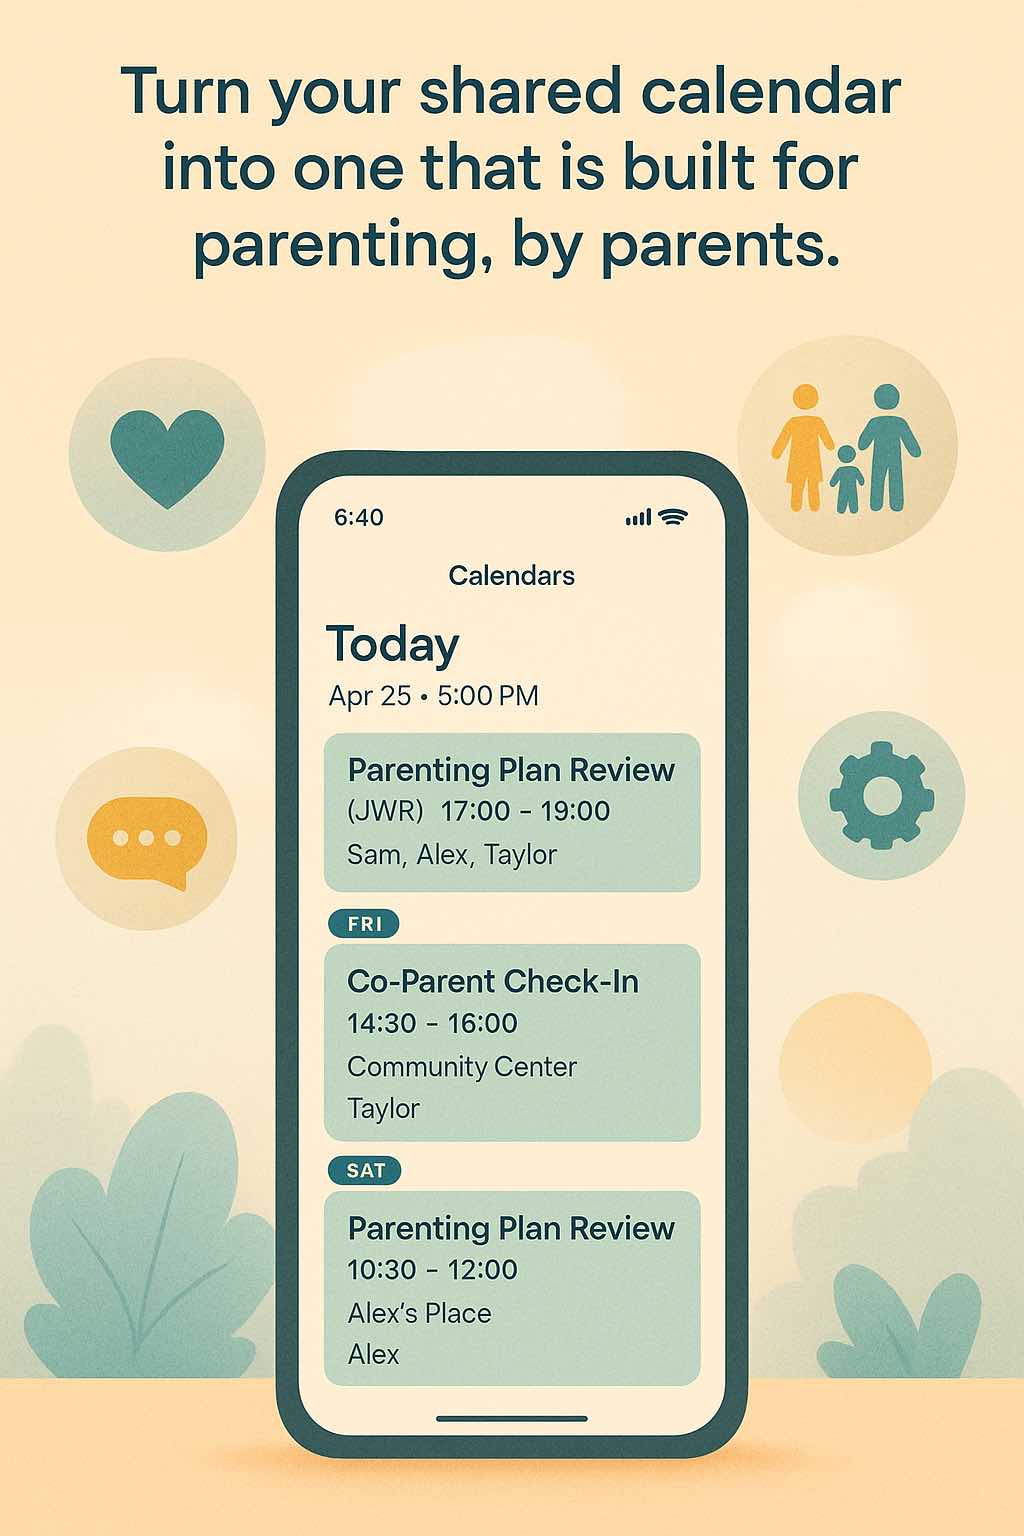 Turn your shared calendar
into one that is built for
parenting, by parents.
6:40
Calendars
Today
Apr 25 • 5:00 PM
Parenting Plan Review
(JWR) 17:00 – 19:00
Sam, Alex, Taylor
FRI
Co-Parent Check-In
14:30 – 16:00
Community Center
Taylor
SAT
Parenting Plan Review
10:30 – 12:00
Alex’s Place
Alex